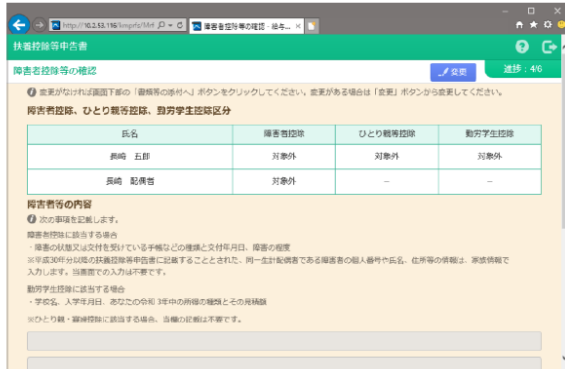 http://10.2.53.116/
障害者控除等の確認 - 給与...
扶養控除等申告書
障害者控除等の確認
変更
進捗：4/6
変更がなければ画面下部の「書類等の添付へ」ボタンをクリックしてください。変更がある場合は「変更」ボタンから変更してください。
障害者控除、ひとり親等控除、勤労学生控除区分
氏名 障害者控除 ひとり親等控除 勤労学生控除
長崎 五郎 対象外 対象外 対象外
長崎 配偶者 対象外 － －
障害者等の内容
次の事項を記載します。
障害者控除に該当する場合
・障害の状態又は交付を受けている手帳などの種類と交付年月日、障害の程度
※平成30年分以降の扶養控除等申告書に記載することとされた、同一生計配偶者である障害者の個人番号や氏名、住所等の情報は、家族情報で
入力します。当画面での入力は不要です。
勤労学生控除に該当する場合
・学校名、入学年月日、あなたの令和 3年中の所得の種類とその見積額
※ひとり親・寡婦控除に該当する場合、当欄の記載は不要です。